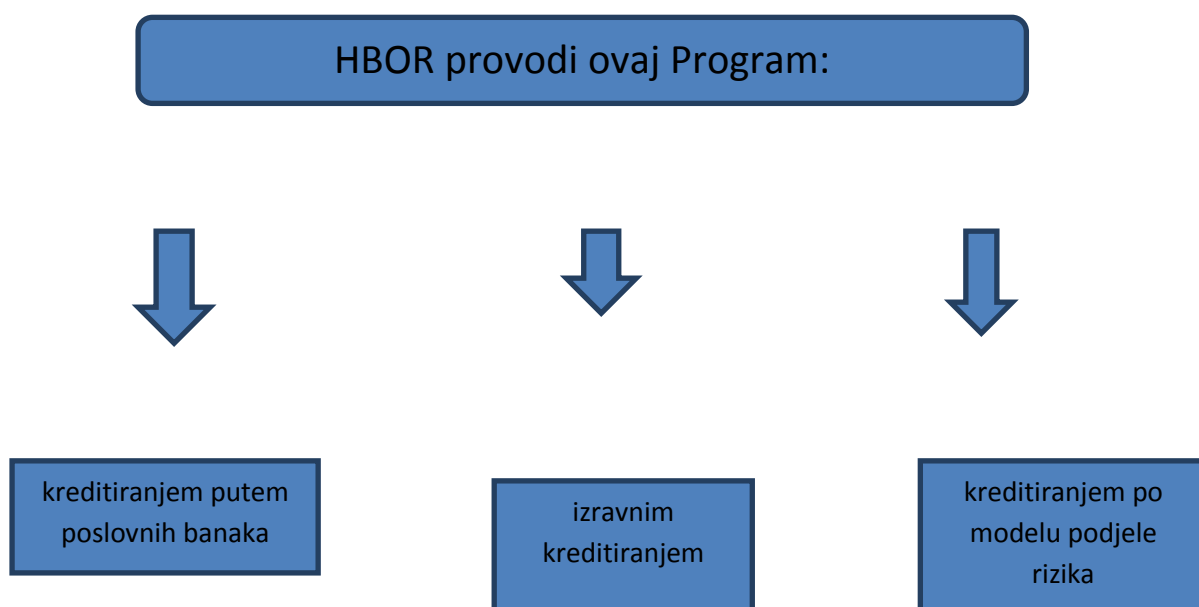 HBOR provodi ovaj Program:
kreditiranjem putem
poslovnih banaka
izravnim
kreditiranjem
kreditiranjem po
modelu podjele
rizika